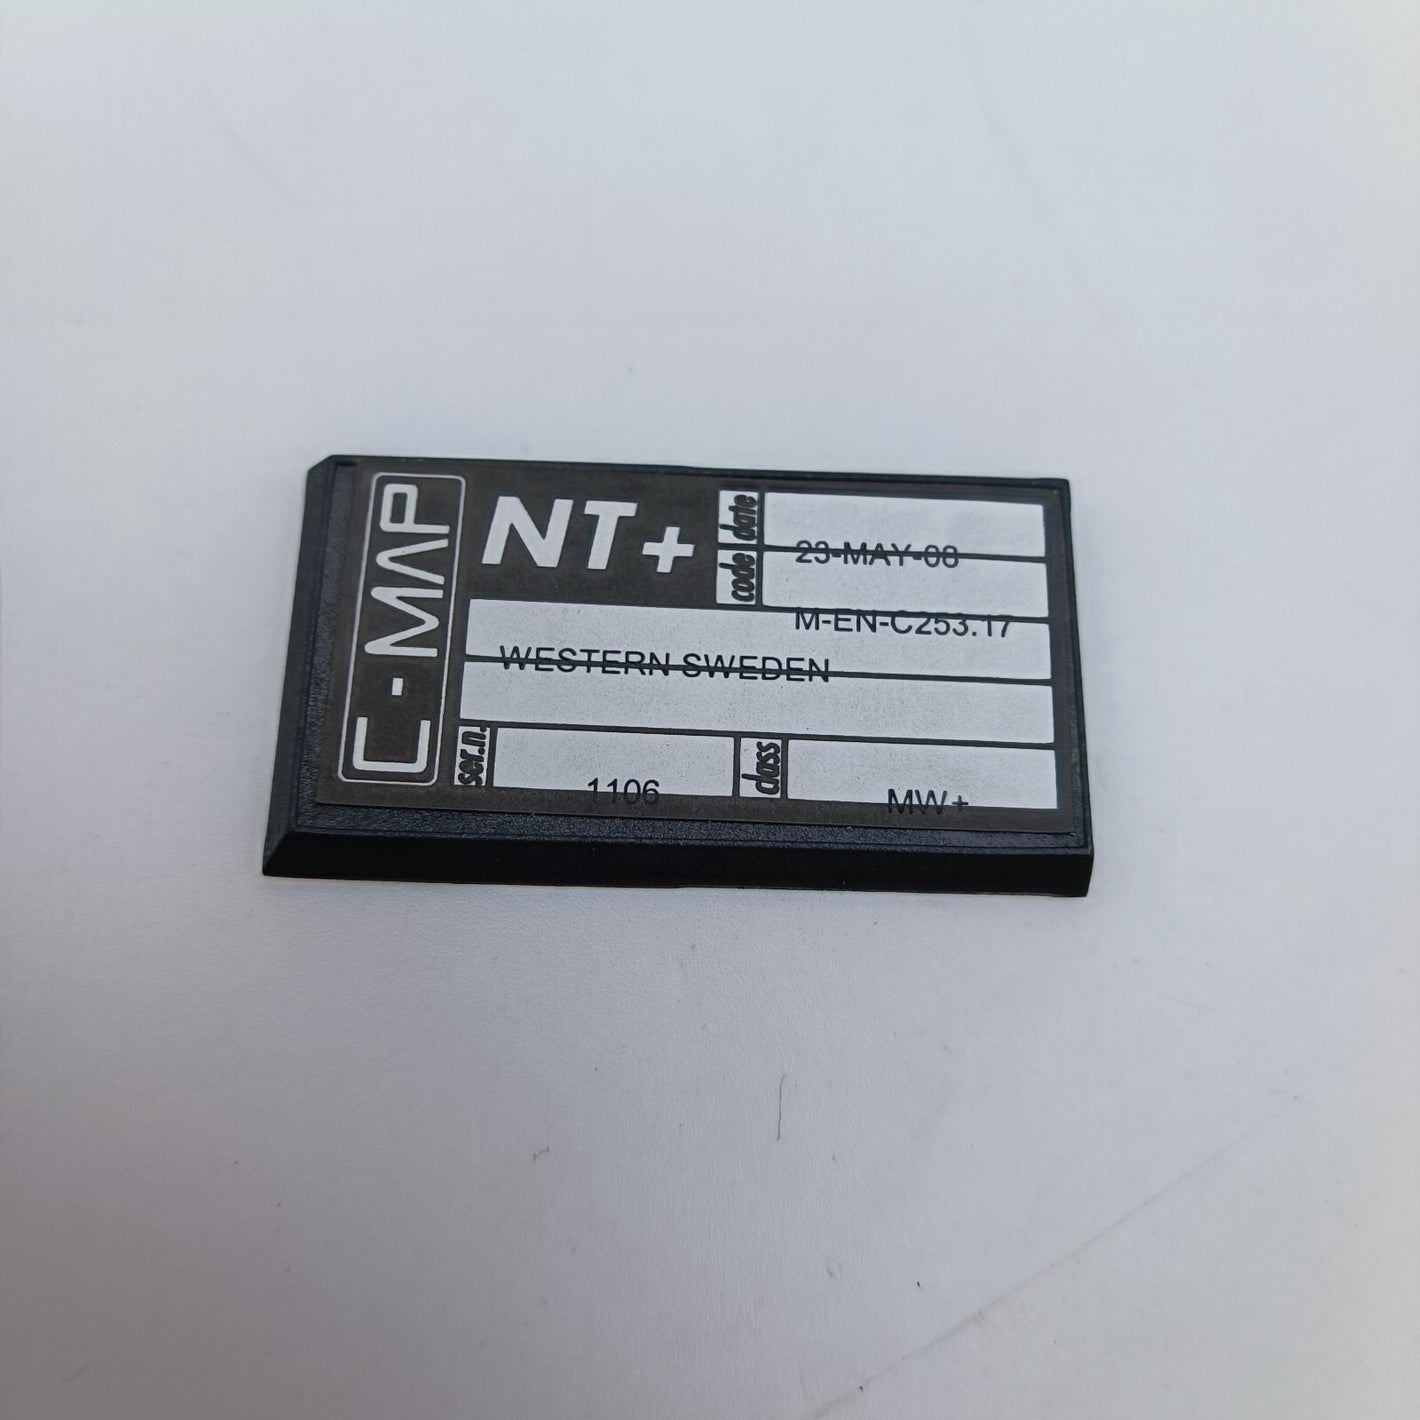 C-MAP
NT+
date
23-MAY-08
code
M-EN-C253.17
WESTERN SWEDEN
ser.n.
1106
class
MW+